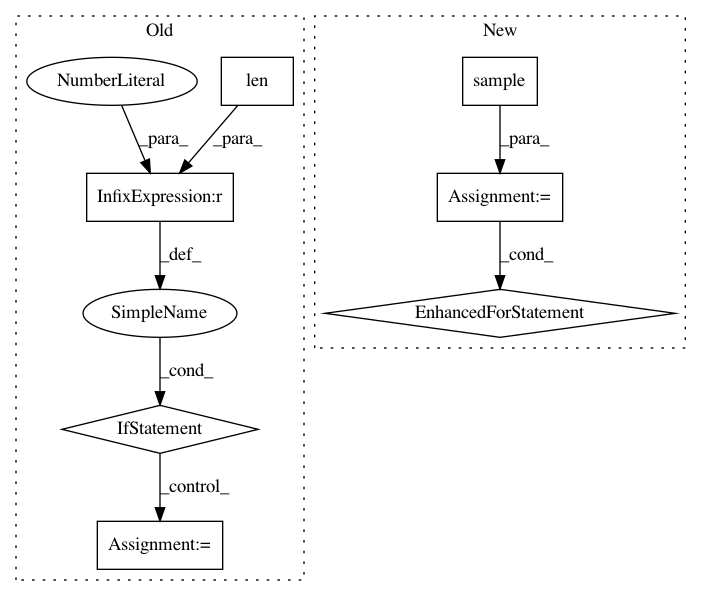 Old
New
NumberLiteral
len
sample
_para_
_para_
_para_
InfixExpression:r
Assignment:=
_def_
_cond_
SimpleName
EnhancedForStatement
_cond_
IfStatement
_control_
Assignment:=